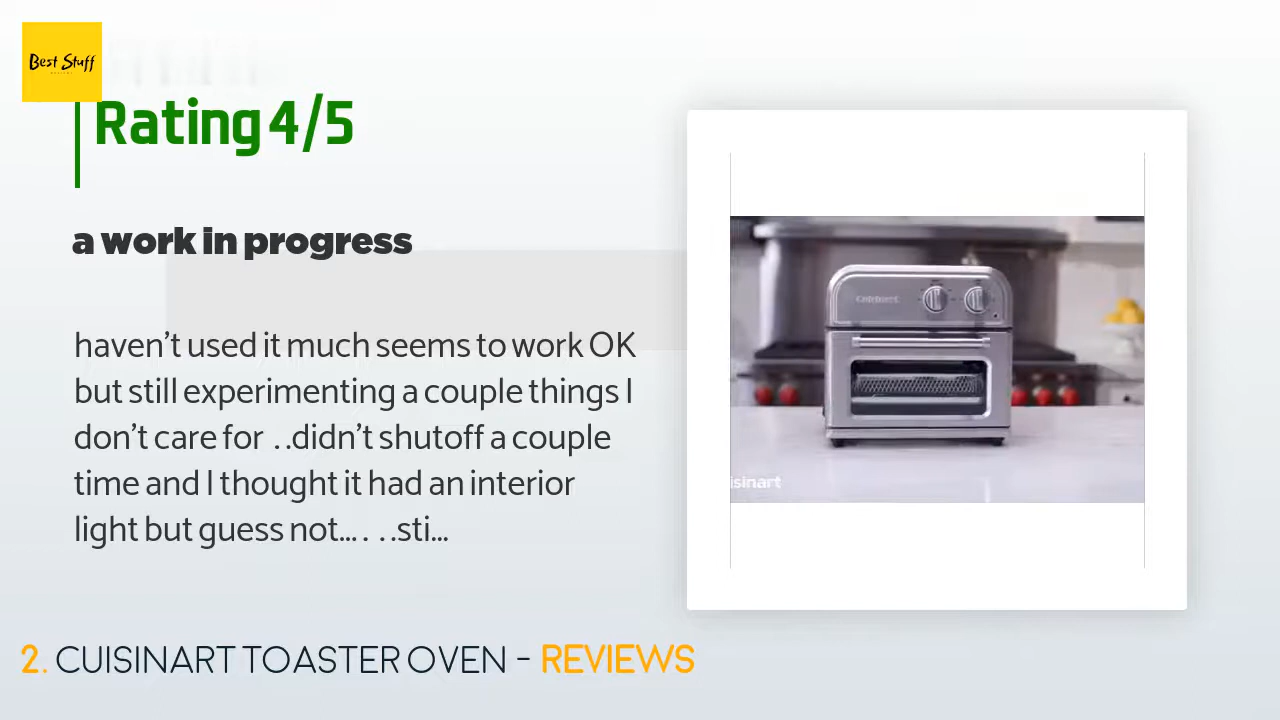 Best Stuff
Rating 4/5
a work in progress
haven't used it much seems to work OK
but still experimenting a couple things I
don't care for . .didn't shutoff a couple
time and I thought it had an interior
light but guess not... . . .sti...
Cuisinart
isinart
2. CUISINART TOASTER OVEN - REVIEWS